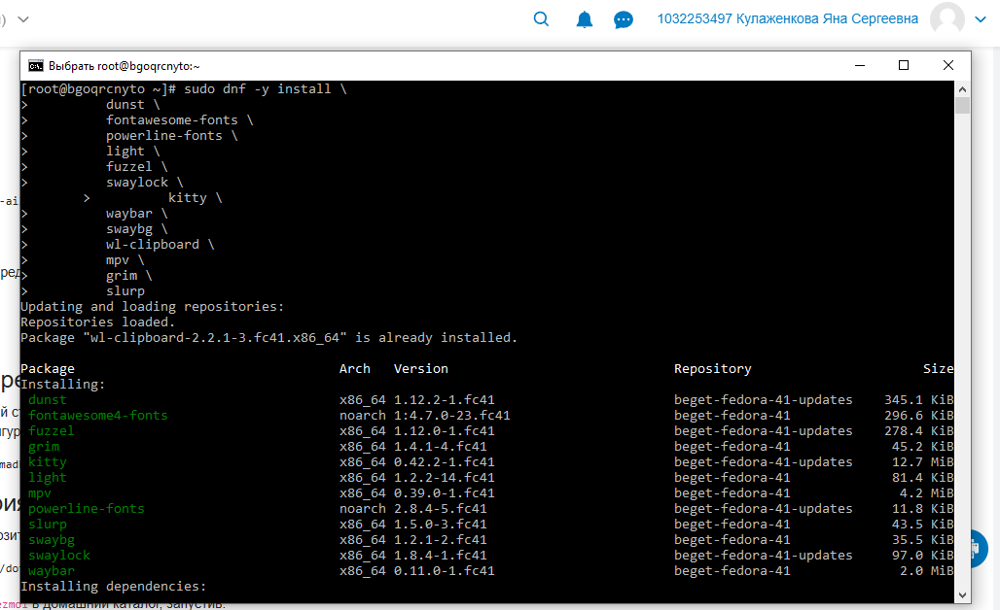 1032253497 Кулаженкова Яна Сергеевна
Выбрать root@bgoqrcnyto:~
[root@bgoqrcnyto ~]# sudo dnf -y install \
> dunst \
> fontawesome-fonts \
> powerline-fonts \
> light \
> fuzzel \
> swaylock \
> kitty \
> waybar \
> swaybg \
> wl-clipboard \
> mpv \
> grim \
> slurp
Updating and loading repositories:
Repositories loaded.
Package "wl-clipboard-2.2.1-3.fc41.x86_64" is already installed.
Package Arch Version Repository Size
Installing:
dunst x86_64 1.12.2-1.fc41 beget-fedora-41-updates 345.1 KiB
fontawesome4-fonts noarch 1:4.7.0-23.fc41 beget-fedora-41 296.6 KiB
fuzzel x86_64 1.12.0-1.fc41 beget-fedora-41-updates 278.4 KiB
grim x86_64 1.4.1-4.fc41 beget-fedora-41 45.2 KiB
kitty x86_64 0.42.2-1.fc41 beget-fedora-41-updates 12.7 MiB
light x86_64 1.2.2-14.fc41 beget-fedora-41 81.4 KiB
mpv x86_64 0.39.0-1.fc41 beget-fedora-41 4.2 MiB
powerline-fonts noarch 2.8.4-5.fc41 beget-fedora-41-updates 11.8 KiB
slurp x86_64 1.5.0-3.fc41 beget-fedora-41 43.5 KiB
swaybg x86_64 1.2.1-2.fc41 beget-fedora-41 35.5 KiB
swaylock x86_64 1.8.4-1.fc41 beget-fedora-41-updates 97.0 KiB
waybar x86_64 0.11.0-1.fc41 beget-fedora-41 2.0 MiB
Installing dependencies:
в домашний каталог, запустив: